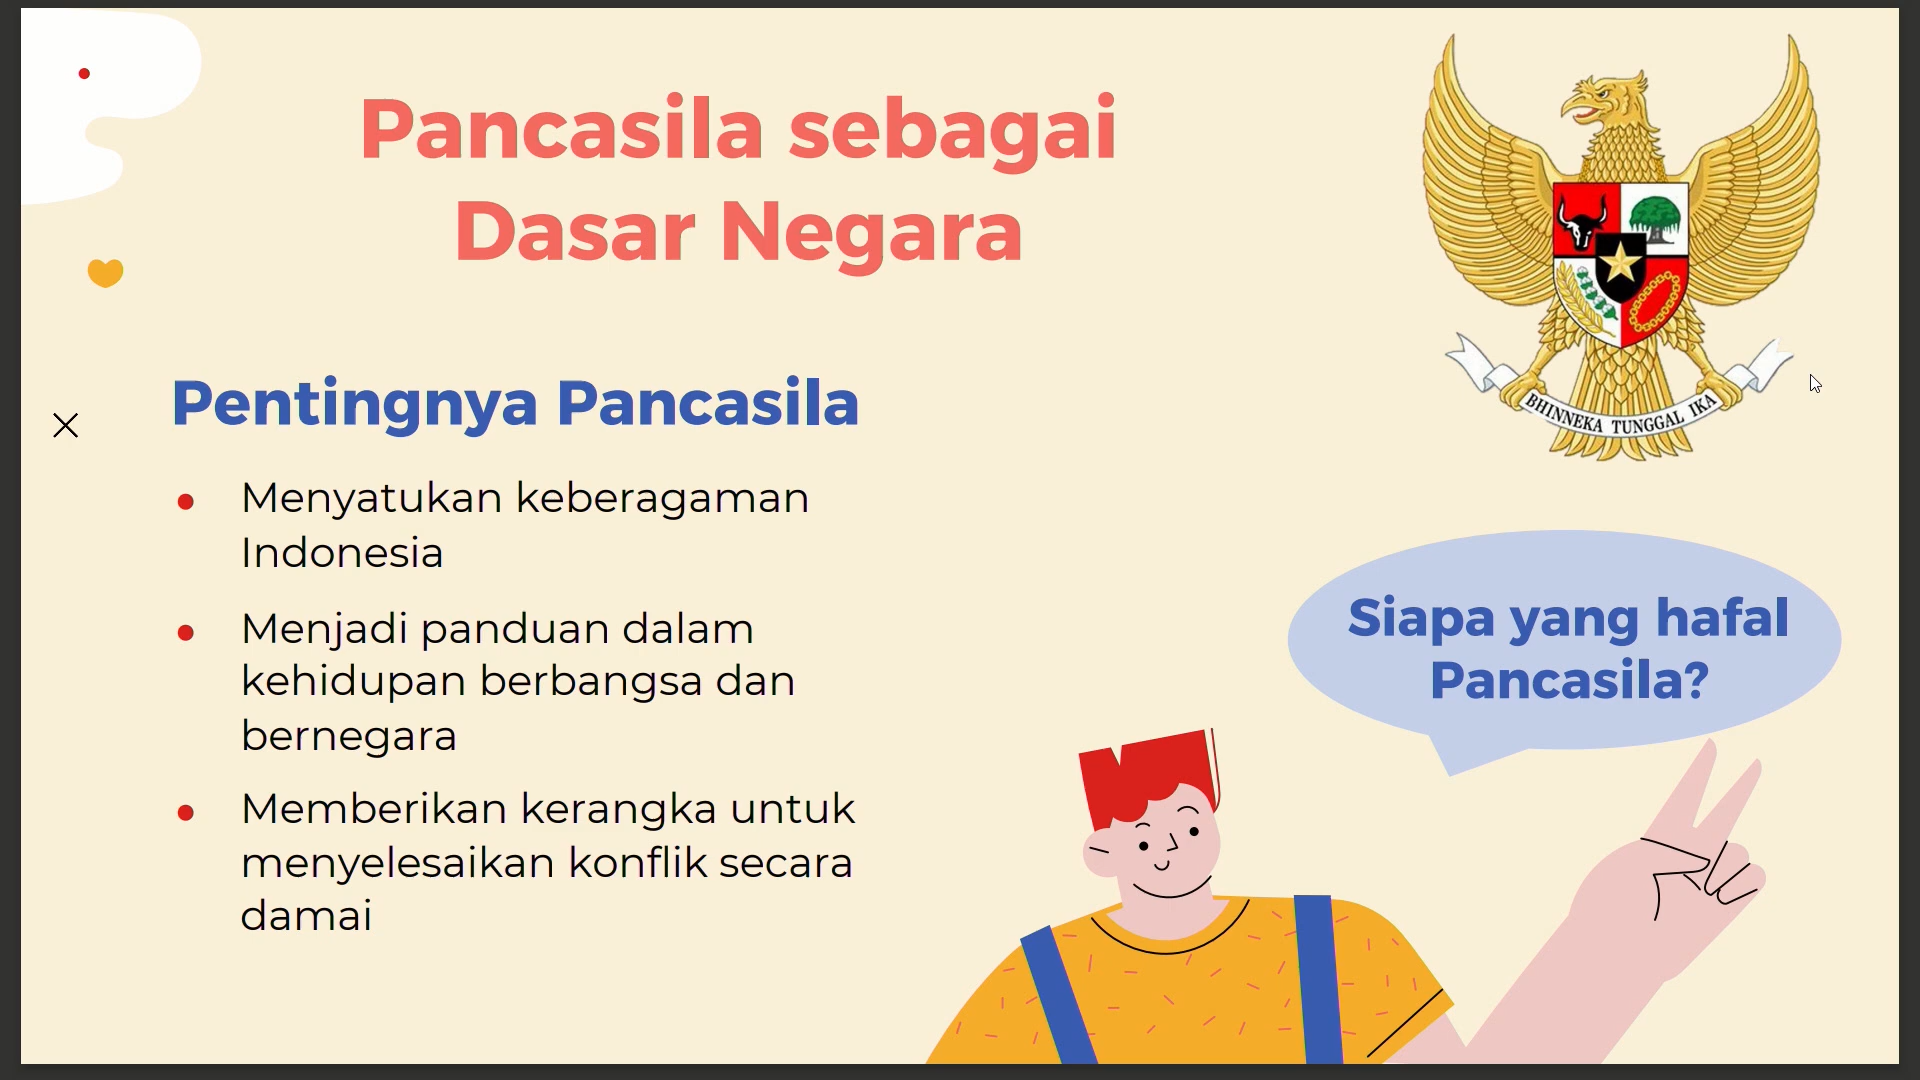 Pancasila sebagai
Dasar Negara
BHINNEKA TUNGGAL IKA
Pentingnya Pancasila
Menyatukan keberagaman
Indonesia
Menjadi panduan dalam
kehidupan berbangsa dan
bernegara
Memberikan kerangka untuk
menyelesaikan konflik secara
damai
Siapa yang hafal
Pancasila?